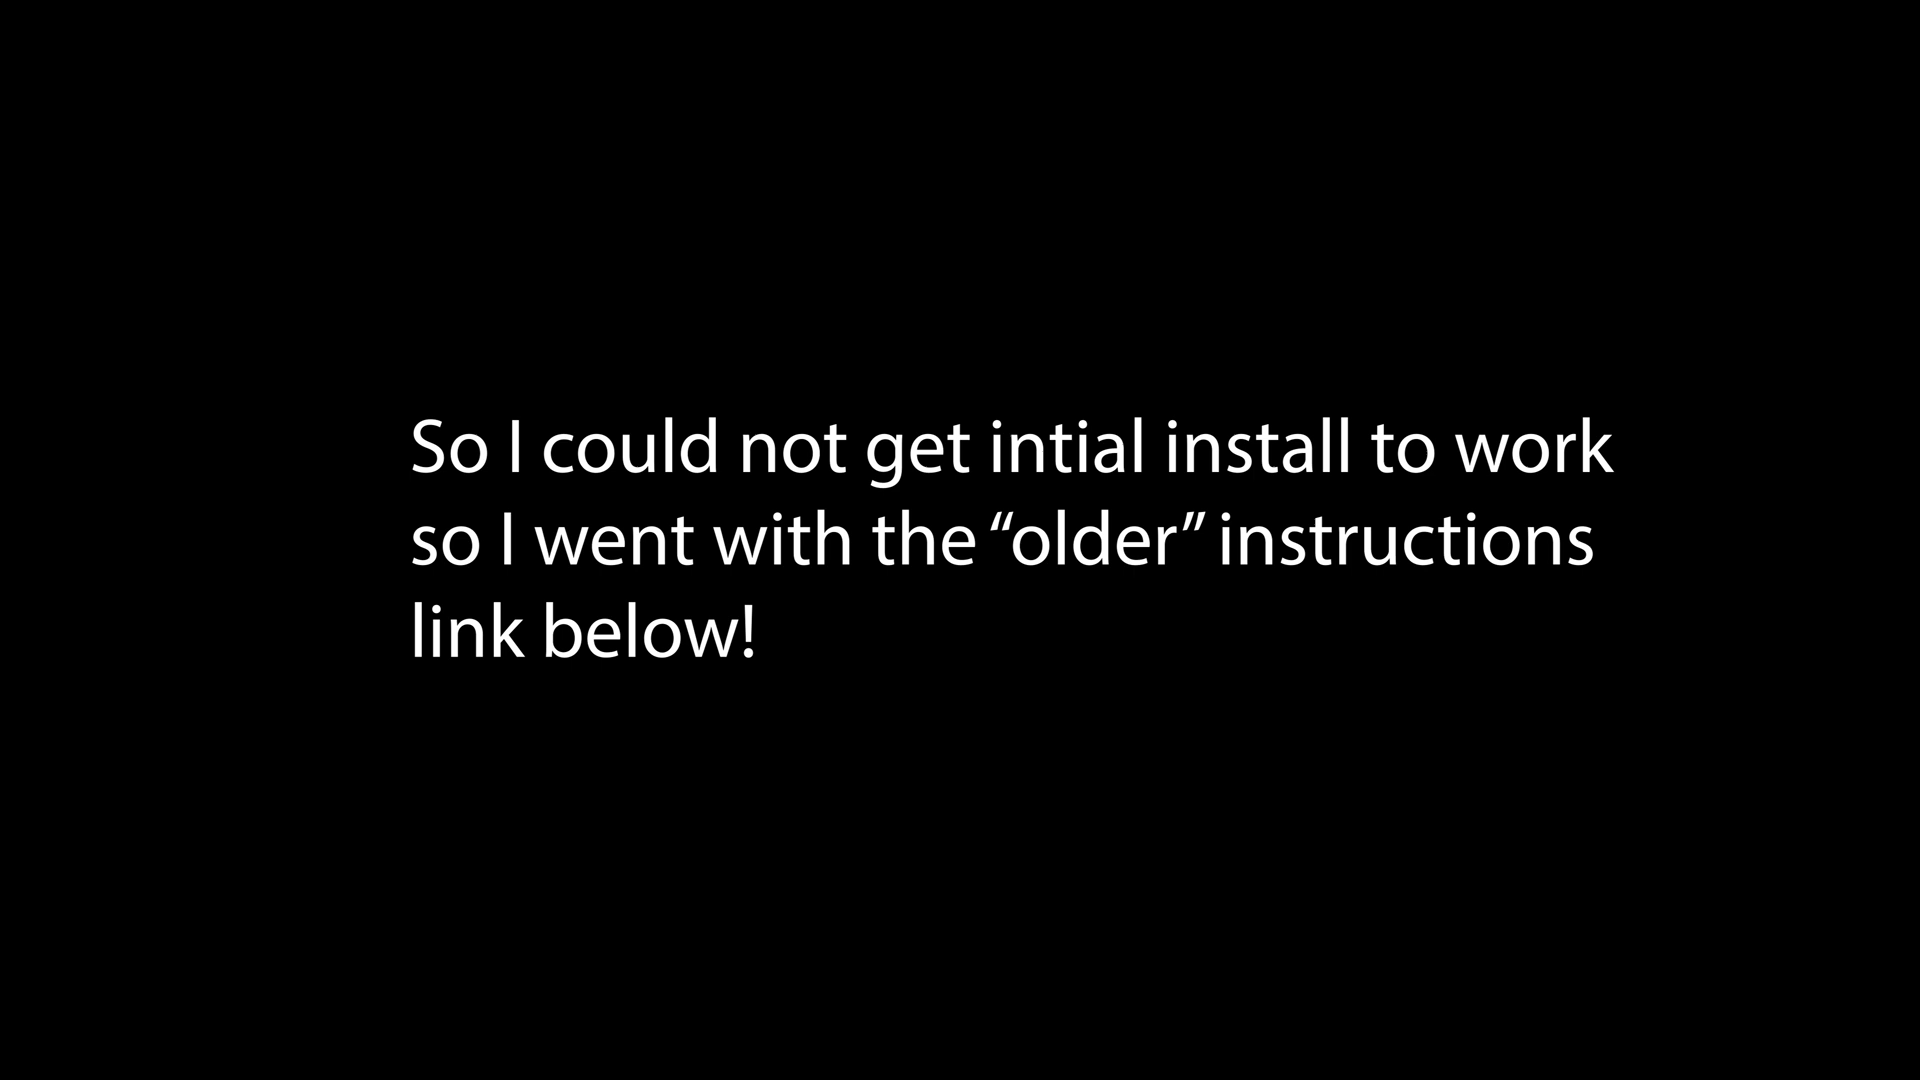 So I could not get intial install to work
so I went with the “older” instructions
link below!